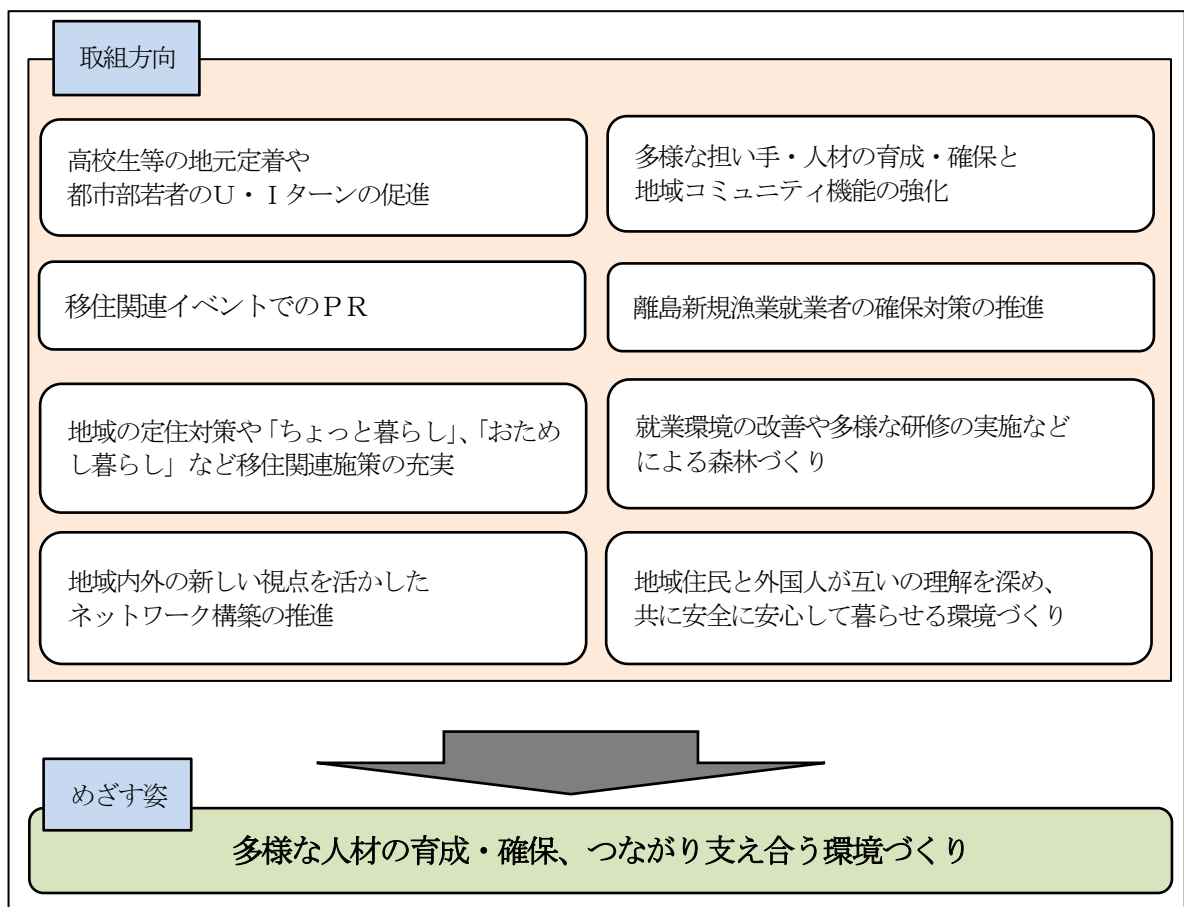 取組方向
高校生等の地元定着や
都市部若者のＵ・Ｉターンの促進
多様な担い手・人材の育成・確保と
地域コミュニティ機能の強化
移住関連イベントでのＰＲ
離島新規漁業就業者の確保対策の推進
地域の定住対策や「ちょっと暮らし」、「おため
し暮らし」など移住関連施策の充実
就業環境の改善や多様な研修の実施など
による森林づくり
地域内外の新しい視点を活かした
ネットワーク構築の推進
地域住民と外国人が互いの理解を深め、
共に安全に安心して暮らせる環境づくり
めざす姿
多様な人材の育成・確保、つながり支え合う環境づくり